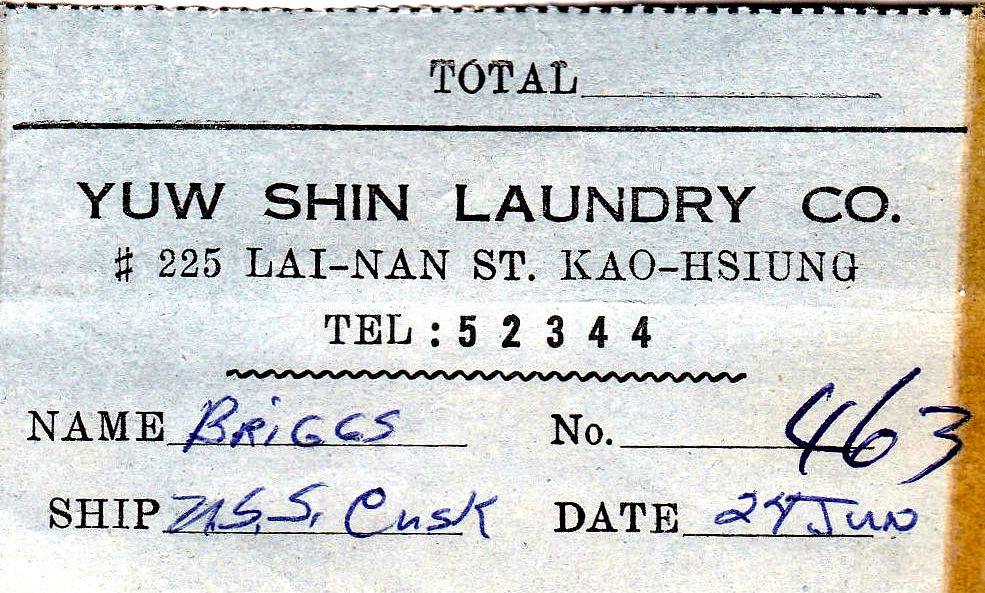 TOTAL
YUW SHIN LAUNDRY CO.
# 225 LAI-NAN ST. KAO-HSIUNG
TEL: 5 2 3 4 4
NAME BRIGGS No. 463
SHIP U.S.S. Cusk DATE 24 JUN